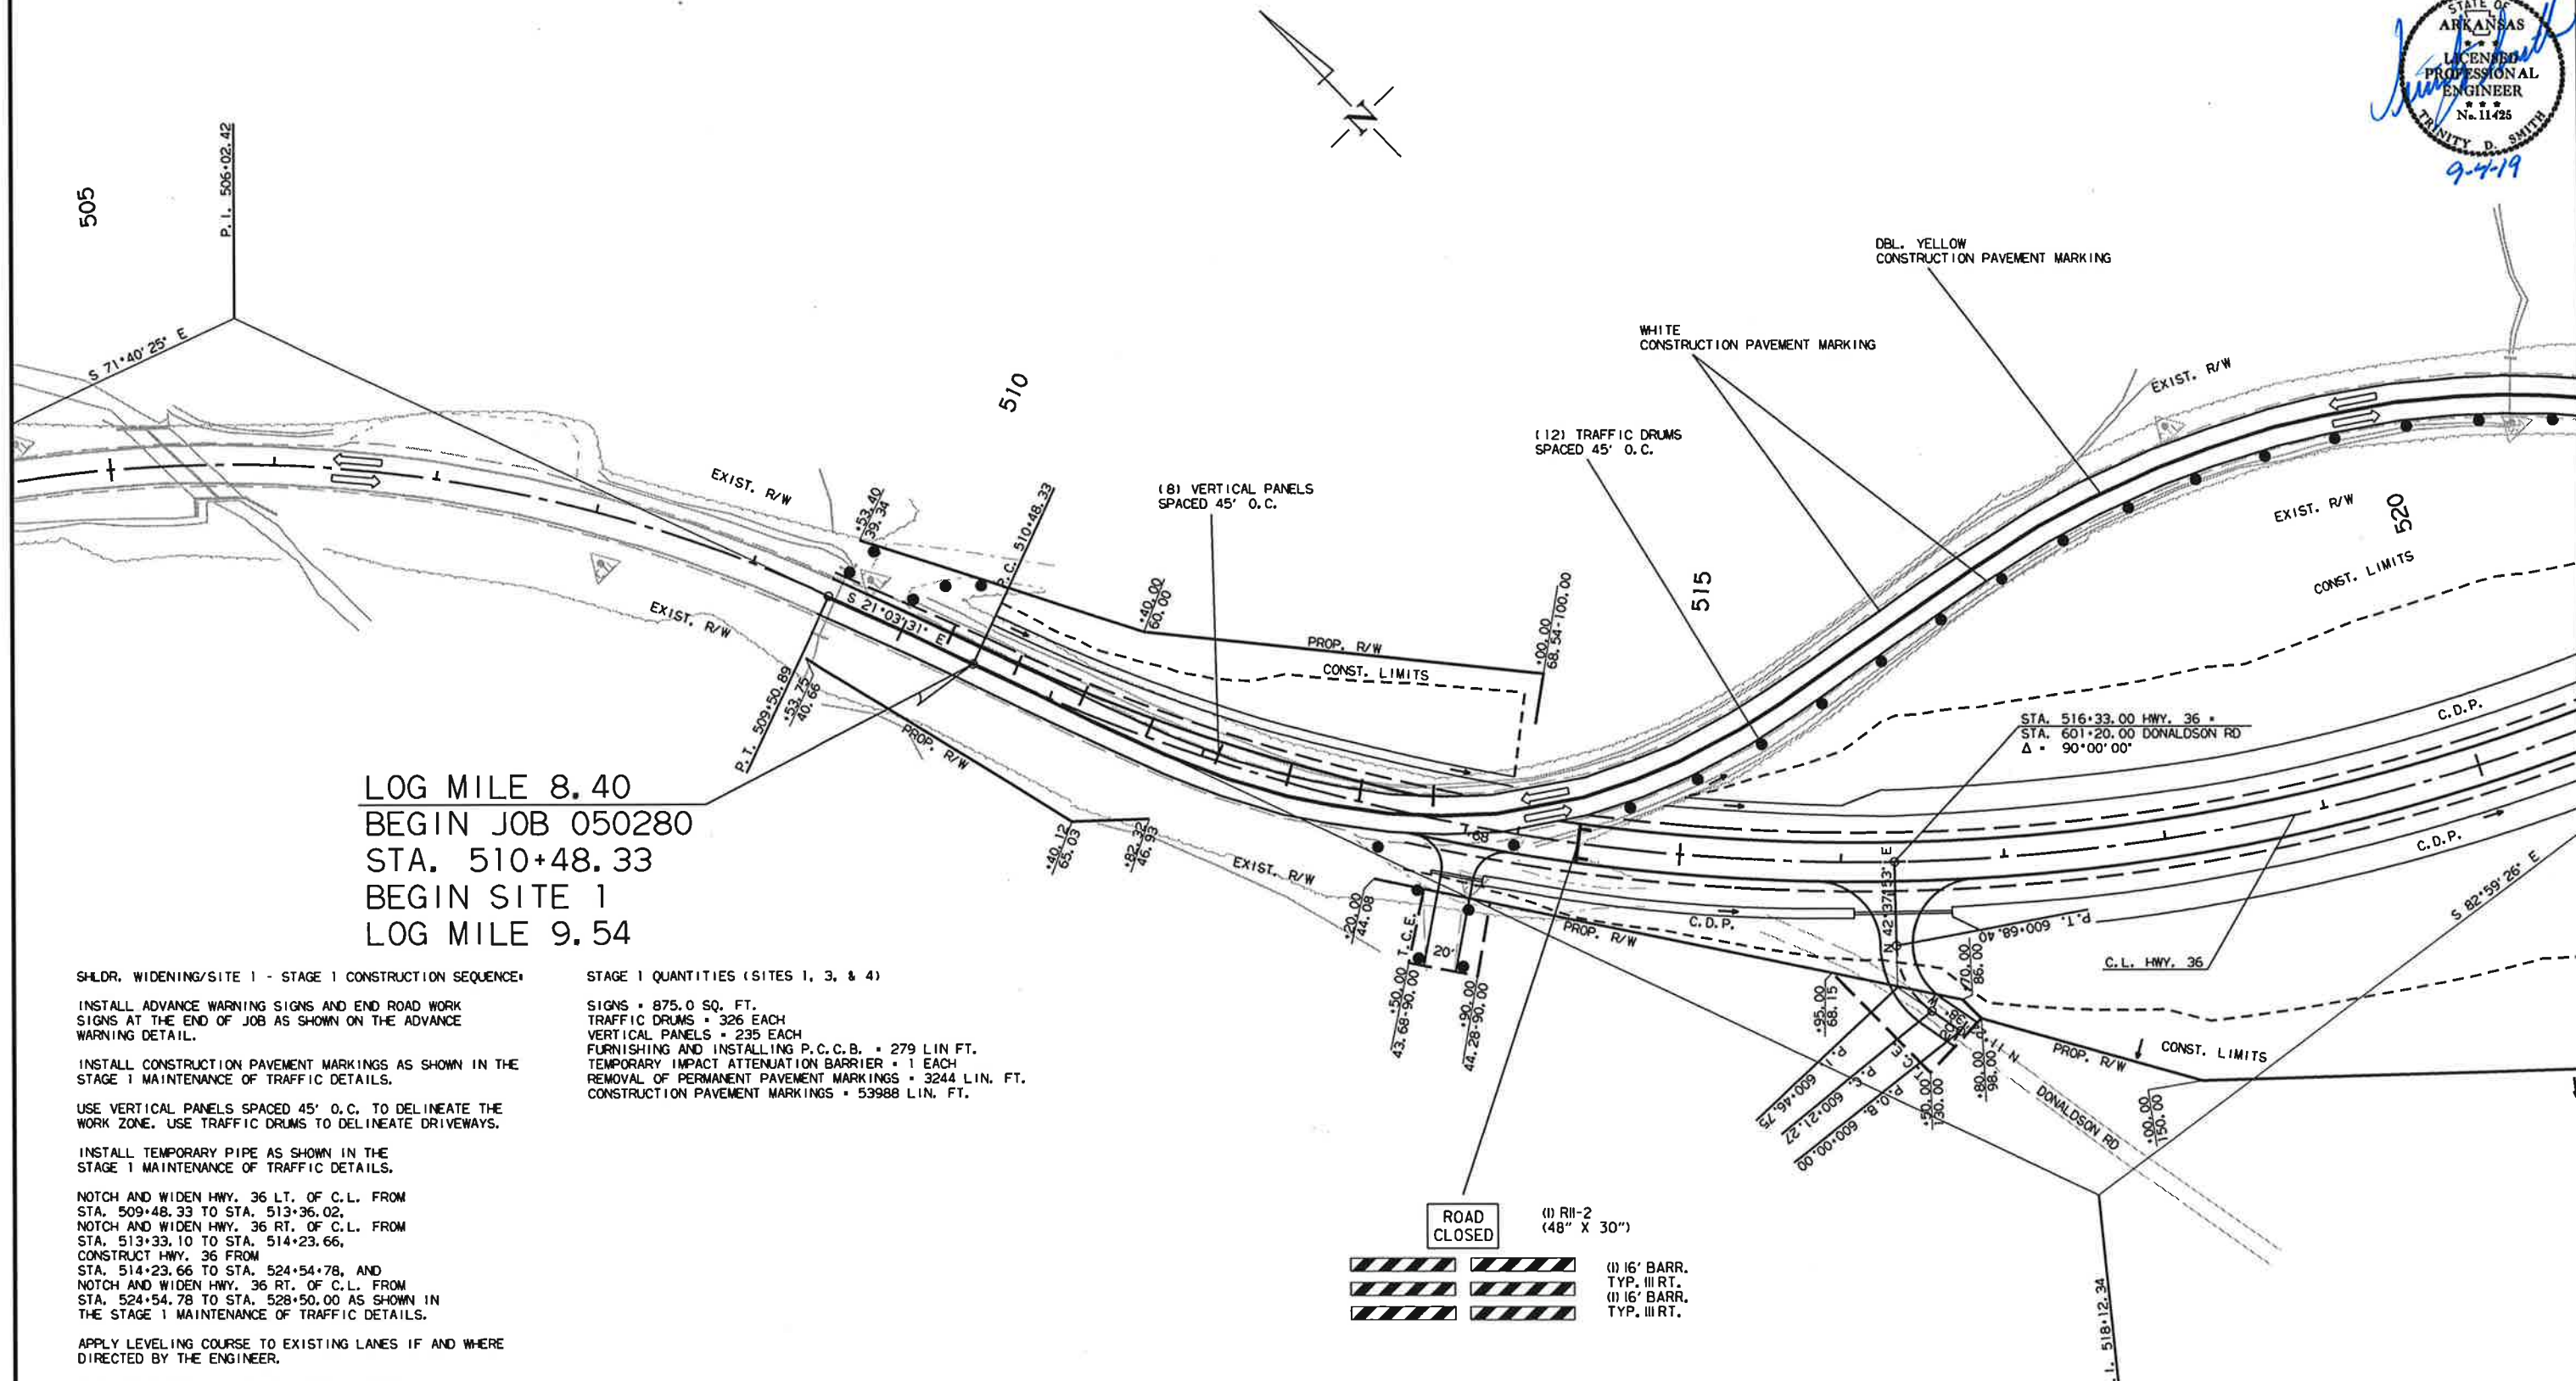 STATE OF
ARKANSAS
* * *
LICENSED
PROFESSIONAL
ENGINEER
* * *
No. 11425
TRINITY D. SMITH
9-4-19
505
P.I. 506+02.42
S 71°40'25" E
510
EXIST. R/W
+53.40
39.34
P.C. 510+48.33
(8) VERTICAL PANELS
SPACED 45' O.C.
+40.00
60.00
PROP. R/W
CONST. LIMITS
+00.00
68.54-100.00
(12) TRAFFIC DRUMS
SPACED 45' O.C.
515
WHITE
CONSTRUCTION PAVEMENT MARKING
DBL. YELLOW
CONSTRUCTION PAVEMENT MARKING
EXIST. R/W
EXIST. R/W
520
CONST. LIMITS
EXIST. R/W
S 21°03'31" E
P.T. 509+50.89
+53.75
40.66
PROP. R/W
+40.12
65.03
+82.32
46.93
EXIST. R/W
+20.00
44.08
T.C.E.
20'
+50.00
43.68-90.00
+90.00
44.28-90.00
1.68
STA. 516+33.00 HWY. 36 =
STA. 601+20.00 DONALDSON RD
Δ = 90°00'00"
C.D.P.
C.D.P.
C.D.P.
PROP. R/W
N 42°37'53" E
P.T. 600+68.40
C.L. HWY. 36
S 82°59'26" E
+95.00
68.15
+70.00
86.00
P.I. 600+46.75
P.C. 600+21.27
P.O.B. 600+00.00
T.C.E.
+50.00
130.00
+80.00
98.00
PROP. R/W
CONST. LIMITS
DONALDSON RD
+00.00
150.00
I. 518+12.34
LOG MILE 8.40
BEGIN JOB 050280
STA. 510+48.33
BEGIN SITE 1
LOG MILE 9.54
SHLDR. WIDENING/SITE 1 - STAGE 1 CONSTRUCTION SEQUENCE:
INSTALL ADVANCE WARNING SIGNS AND END ROAD WORK
SIGNS AT THE END OF JOB AS SHOWN ON THE ADVANCE
WARNING DETAIL.
INSTALL CONSTRUCTION PAVEMENT MARKINGS AS SHOWN IN THE
STAGE 1 MAINTENANCE OF TRAFFIC DETAILS.
USE VERTICAL PANELS SPACED 45' O.C. TO DELINEATE THE
WORK ZONE. USE TRAFFIC DRUMS TO DELINEATE DRIVEWAYS.
INSTALL TEMPORARY PIPE AS SHOWN IN THE
STAGE 1 MAINTENANCE OF TRAFFIC DETAILS.
NOTCH AND WIDEN HWY. 36 LT. OF C.L. FROM
STA. 509+48.33 TO STA. 513+36.02,
NOTCH AND WIDEN HWY. 36 RT. OF C.L. FROM
STA. 513+33.10 TO STA. 514+23.66,
CONSTRUCT HWY. 36 FROM
STA. 514+23.66 TO STA. 524+54+78, AND
NOTCH AND WIDEN HWY. 36 RT. OF C.L. FROM
STA. 524+54.78 TO STA. 528+50.00 AS SHOWN IN
THE STAGE 1 MAINTENANCE OF TRAFFIC DETAILS.
APPLY LEVELING COURSE TO EXISTING LANES IF AND WHERE
DIRECTED BY THE ENGINEER.
STAGE 1 QUANTITIES (SITES 1, 3, & 4)
SIGNS = 875.0 SQ. FT.
TRAFFIC DRUMS = 326 EACH
VERTICAL PANELS = 235 EACH
FURNISHING AND INSTALLING P.C.C.B. = 279 LIN FT.
TEMPORARY IMPACT ATTENUATION BARRIER = 1 EACH
REMOVAL OF PERMANENT PAVEMENT MARKINGS = 3244 LIN. FT.
CONSTRUCTION PAVEMENT MARKINGS = 53988 LIN. FT.
ROAD
CLOSED
(1) R11-2
(48" X 30")
(1) 16' BARR.
TYP. III RT.
(1) 16' BARR.
TYP. III RT.